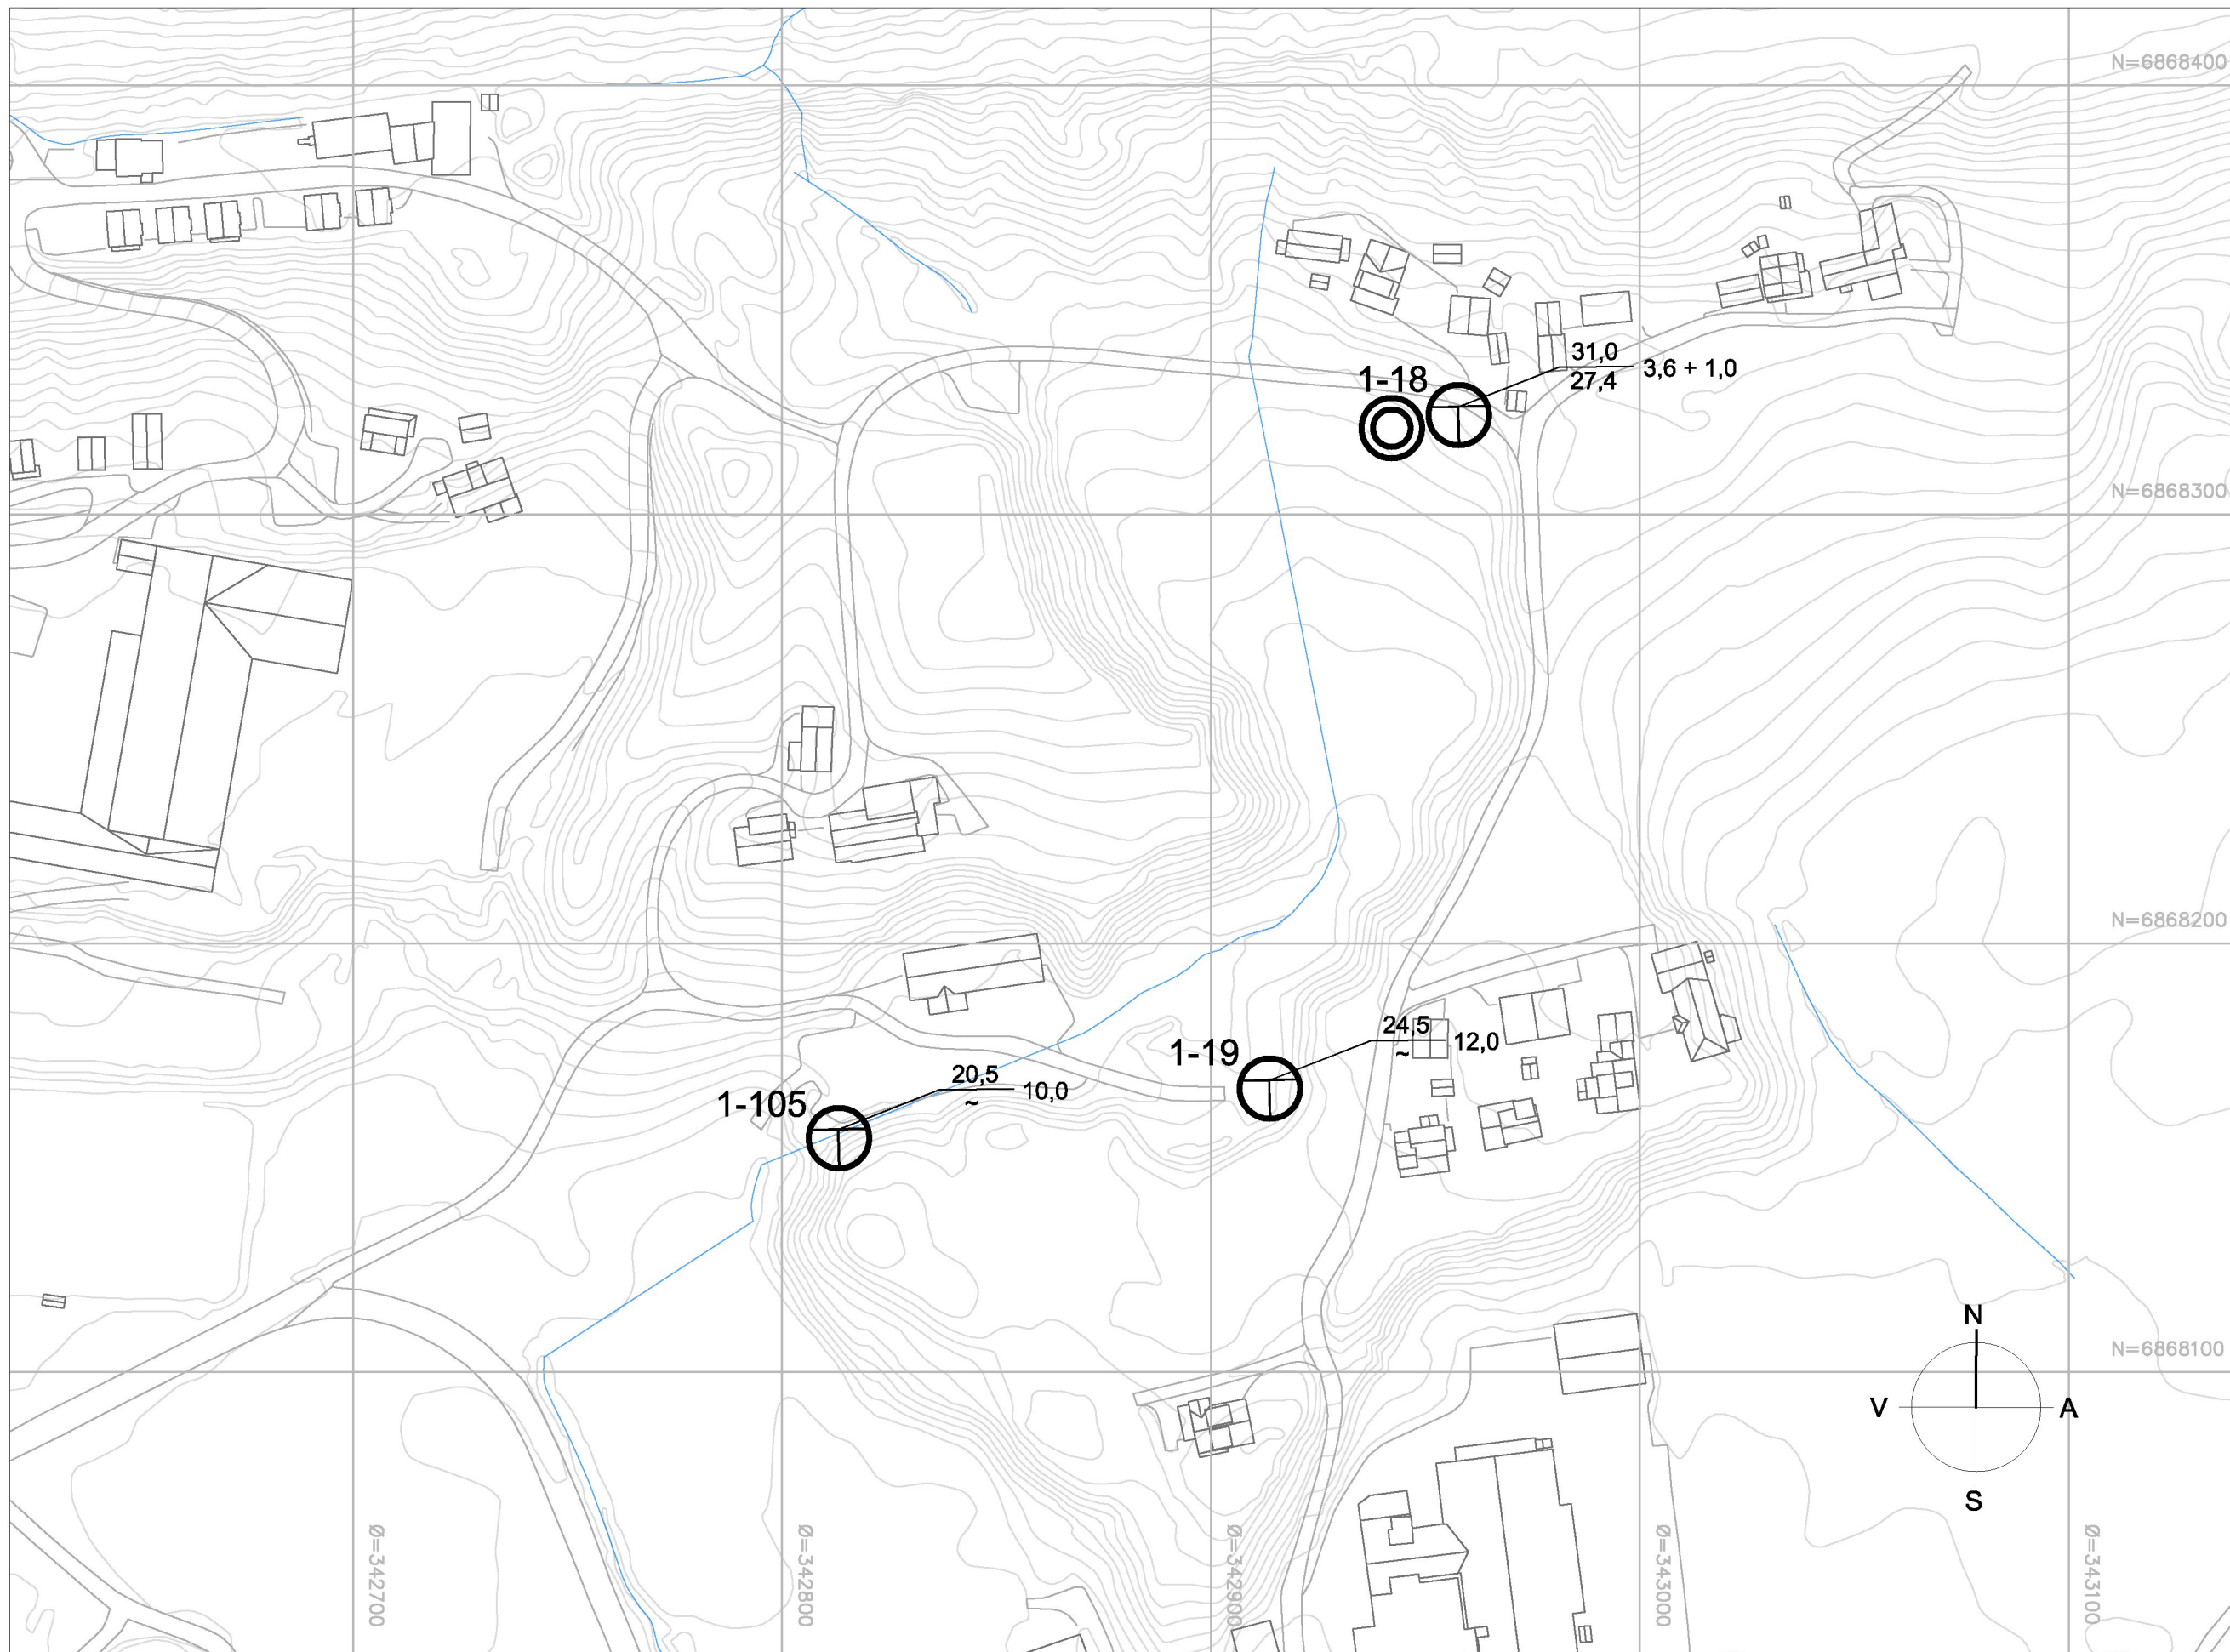 N=6868400
31,0
27,4
3,6 + 1,0
1-18
N=6868300
N=6868200
24,5
~
12,0
1-19
20,5
~
10,0
1-105
N
N=6868100
V
A
S
Ø=342700
Ø=342800
Ø=342900
Ø=343000
Ø=343100